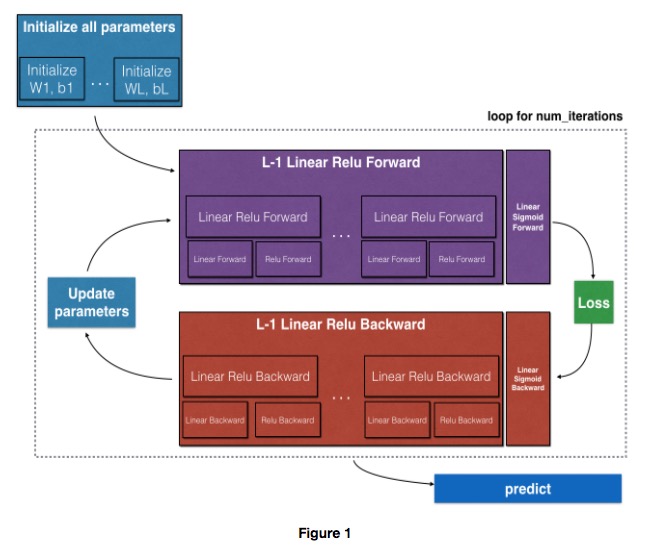 Initialize all parameters
Initialize
W1, b1
...
Initialize
WL, bL
loop for num_iterations
L-1 Linear Relu Forward
Linear Relu Forward
...
Linear Relu Forward
Linear Forward
Relu Forward
Linear Forward
Relu Forward
Linear
Sigmoid
Forward
Update
parameters
Loss
L-1 Linear Relu Backward
Linear Relu Backward
...
Linear Relu Backward
Linear Backward
Relu Backward
Linear Backward
Relu Backward
Linear
Sigmoid
Backward
predict
Figure 1